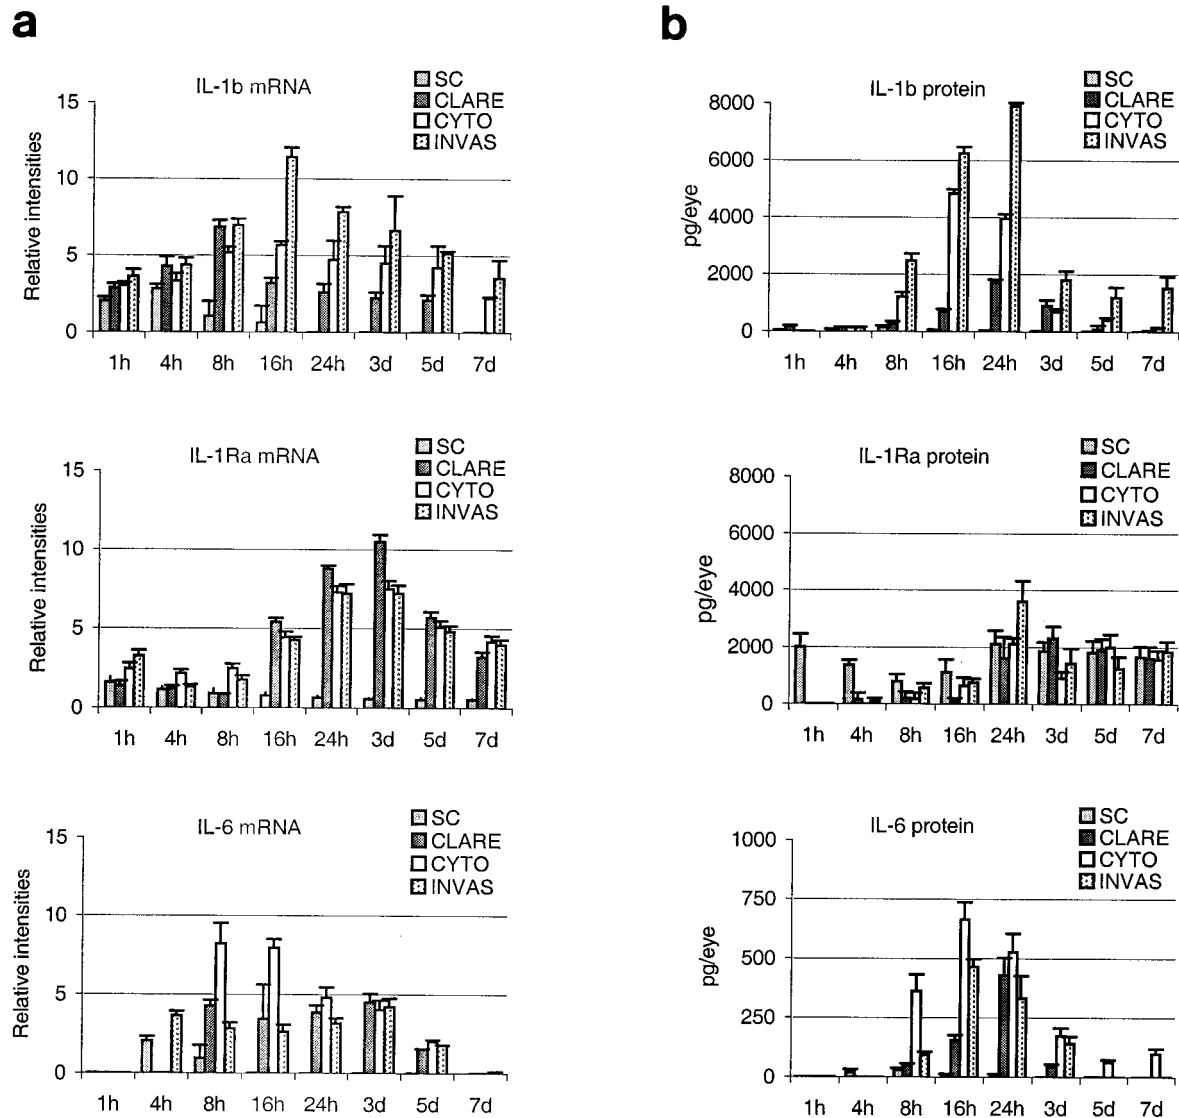 a
IL-1b mRNA
SC
CLARE
CYTO
INVAS
Relative intensities
15
10
5
0
1h 4h 8h 16h 24h 3d 5d 7d
IL-1Ra mRNA
SC
CLARE
CYTO
INVAS
Relative intensities
15
10
5
0
1h 4h 8h 16h 24h 3d 5d 7d
IL-6 mRNA
SC
CLARE
CYTO
INVAS
Relative intensities
15
10
5
0
1h 4h 8h 16h 24h 3d 5d 7d
b
IL-1b protein
SC
CLARE
CYTO
INVAS
pg/eye
8000
6000
4000
2000
0
1h 4h 8h 16h 24h 3d 5d 7d
IL-1Ra protein
SC
CLARE
CYTO
INVAS
pg/eye
8000
6000
4000
2000
0
1h 4h 8h 16h 24h 3d 5d 7d
IL-6 protein
SC
CLARE
CYTO
INVAS
pg/eye
1000
750
500
250
0
1h 4h 8h 16h 24h 3d 5d 7d